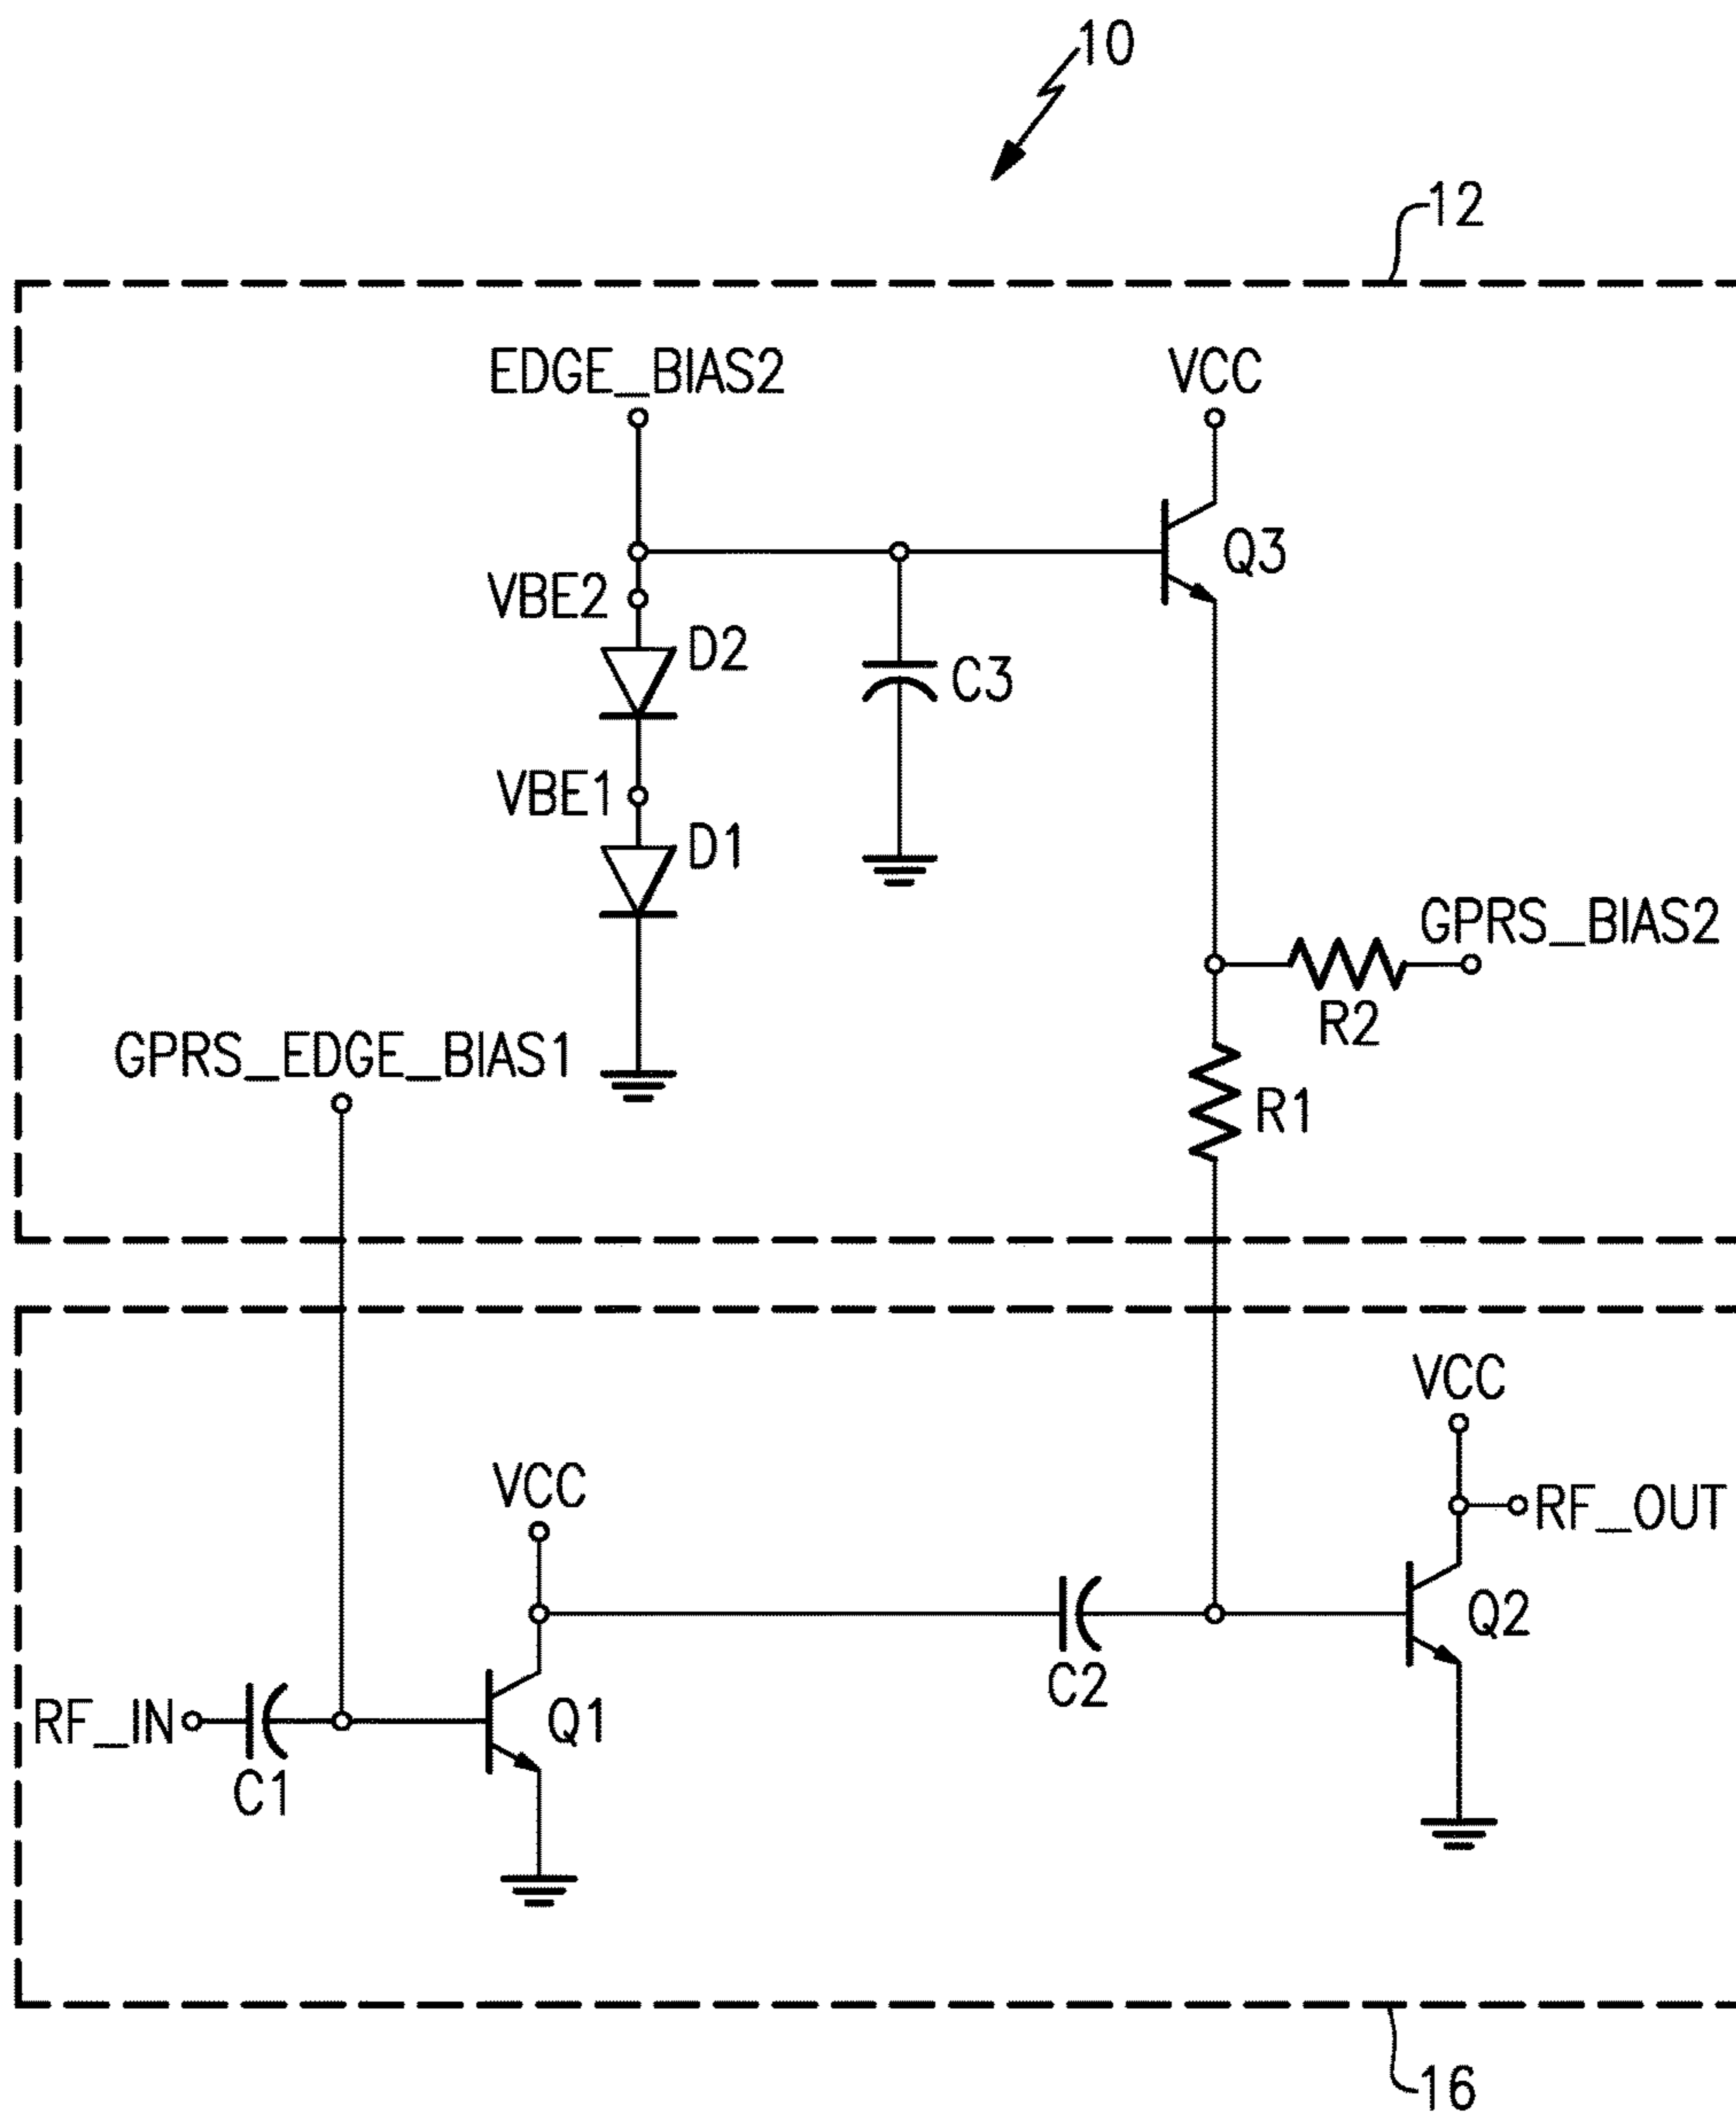 10
12
EDGE_BIAS2
VCC
Q3
VBE2
D2
C3
VBE1
D1
GPRS_BIAS2
R2
GPRS_EDGE_BIAS1
R1
VCC
VCC
RF_OUT
Q2
C2
RF_IN
Q1
C1
16